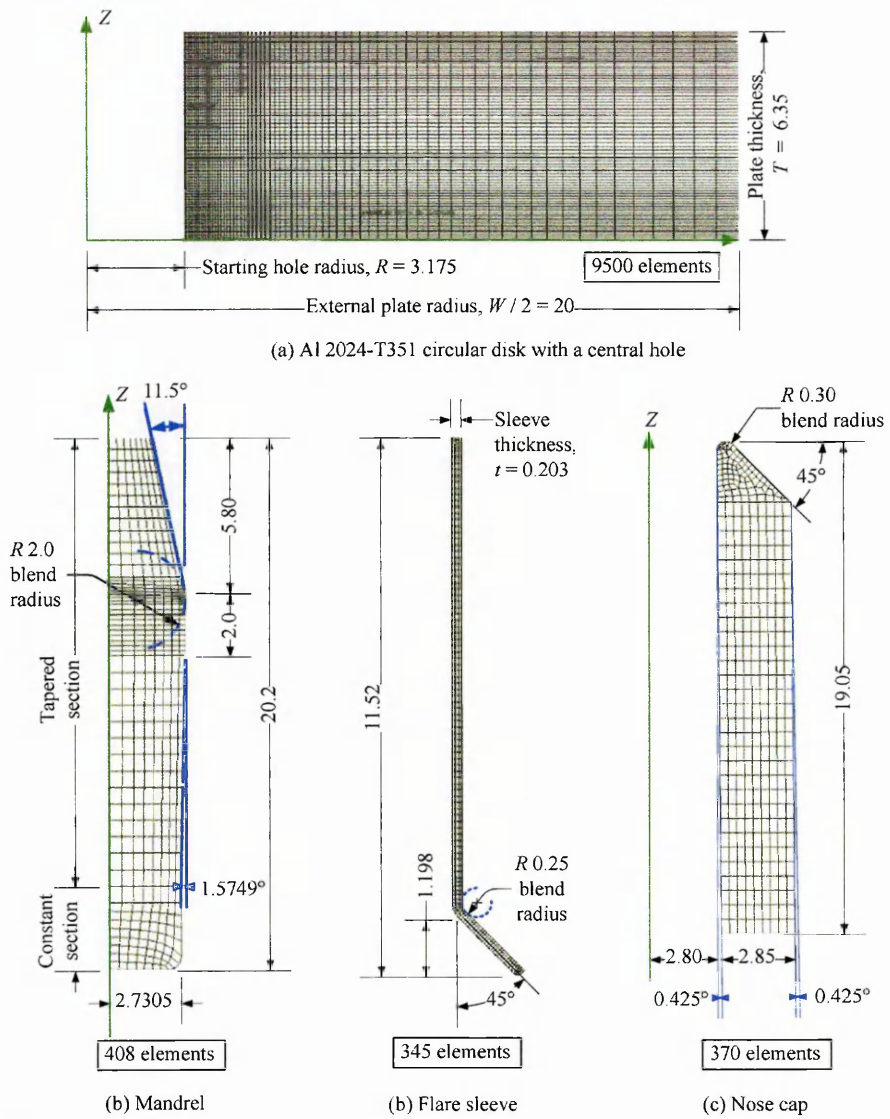 Z
Plate thickness,
T = 6.35
Starting hole radius, R = 3.175
9500 elements
External plate radius, W / 2 = 20
(a) Al 2024-T351 circular disk with a central hole
11.5°
Z
5.80
R 2.0
blend
radius
2.0
Tapered
section
20.2
1.5749°
Constant
section
2.7305
408 elements
(b) Mandrel
Sleeve
thickness,
t = 0.203
11.52
1.198
R 0.25
blend
radius
45°
345 elements
(b) Flare sleeve
R 0.30
blend radius
Z
45°
19.05
2.80
2.85
0.425°
0.425°
370 elements
(c) Nose cap